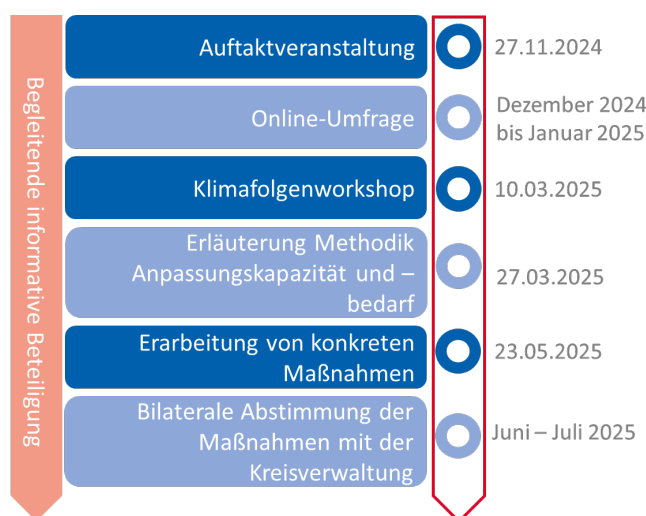 Begleitende informative Beteiligung
Auftaktveranstaltung
27.11.2024
Online-Umfrage
Dezember 2024
bis Januar 2025
Klimafolgenworkshop
10.03.2025
Erläuterung Methodik
Anpassungskapazität und –
bedarf
27.03.2025
Erarbeitung von konkreten
Maßnahmen
23.05.2025
Bilaterale Abstimmung der
Maßnahmen mit der
Kreisverwaltung
Juni – Juli 2025